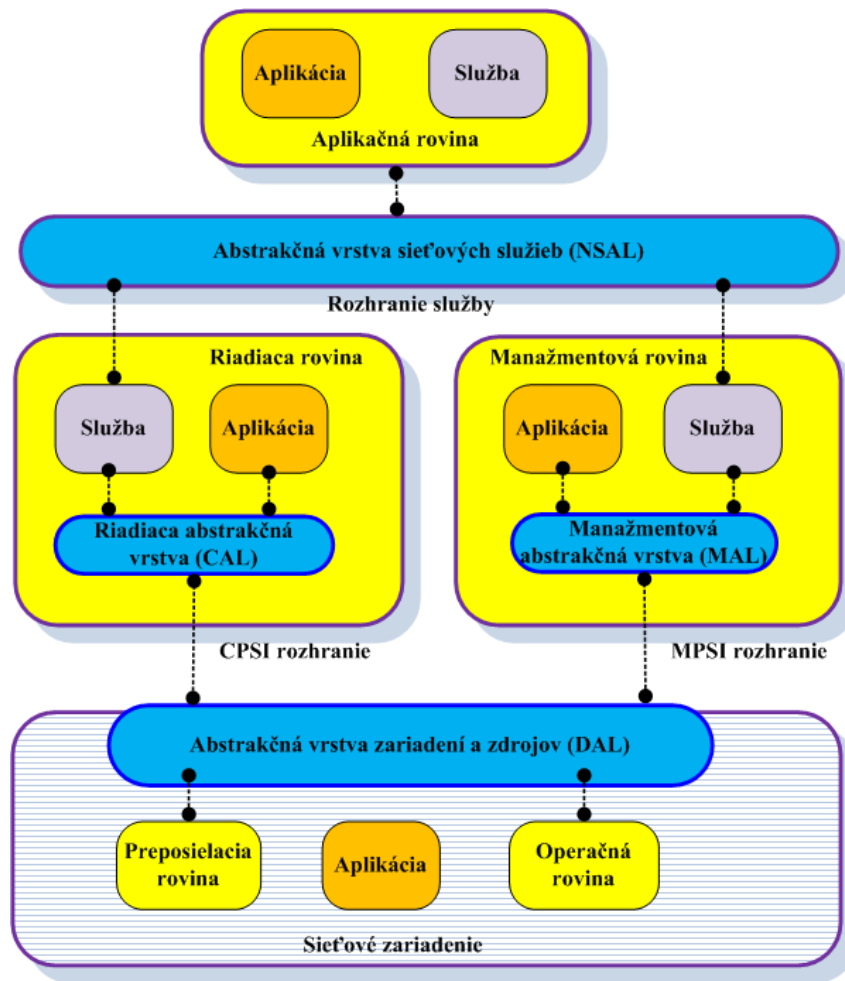 Aplikácia
Služba
Aplikačná rovina
Abstrakčná vrstva sieťových služieb (NSAL)
Rozhranie služby
Riadiaca rovina
Služba
Aplikácia
Riadiaca abstrakčná
vrstva (CAL)
Manažmentová rovina
Aplikácia
Služba
Manažmentová
abstrakčná vrstva (MAL)
CPSI rozhranie
MPSI rozhranie
Abstrakčná vrstva zariadení a zdrojov (DAL)
Preposielacia
rovina
Aplikácia
Operačná
rovina
Sieťové zariadenie